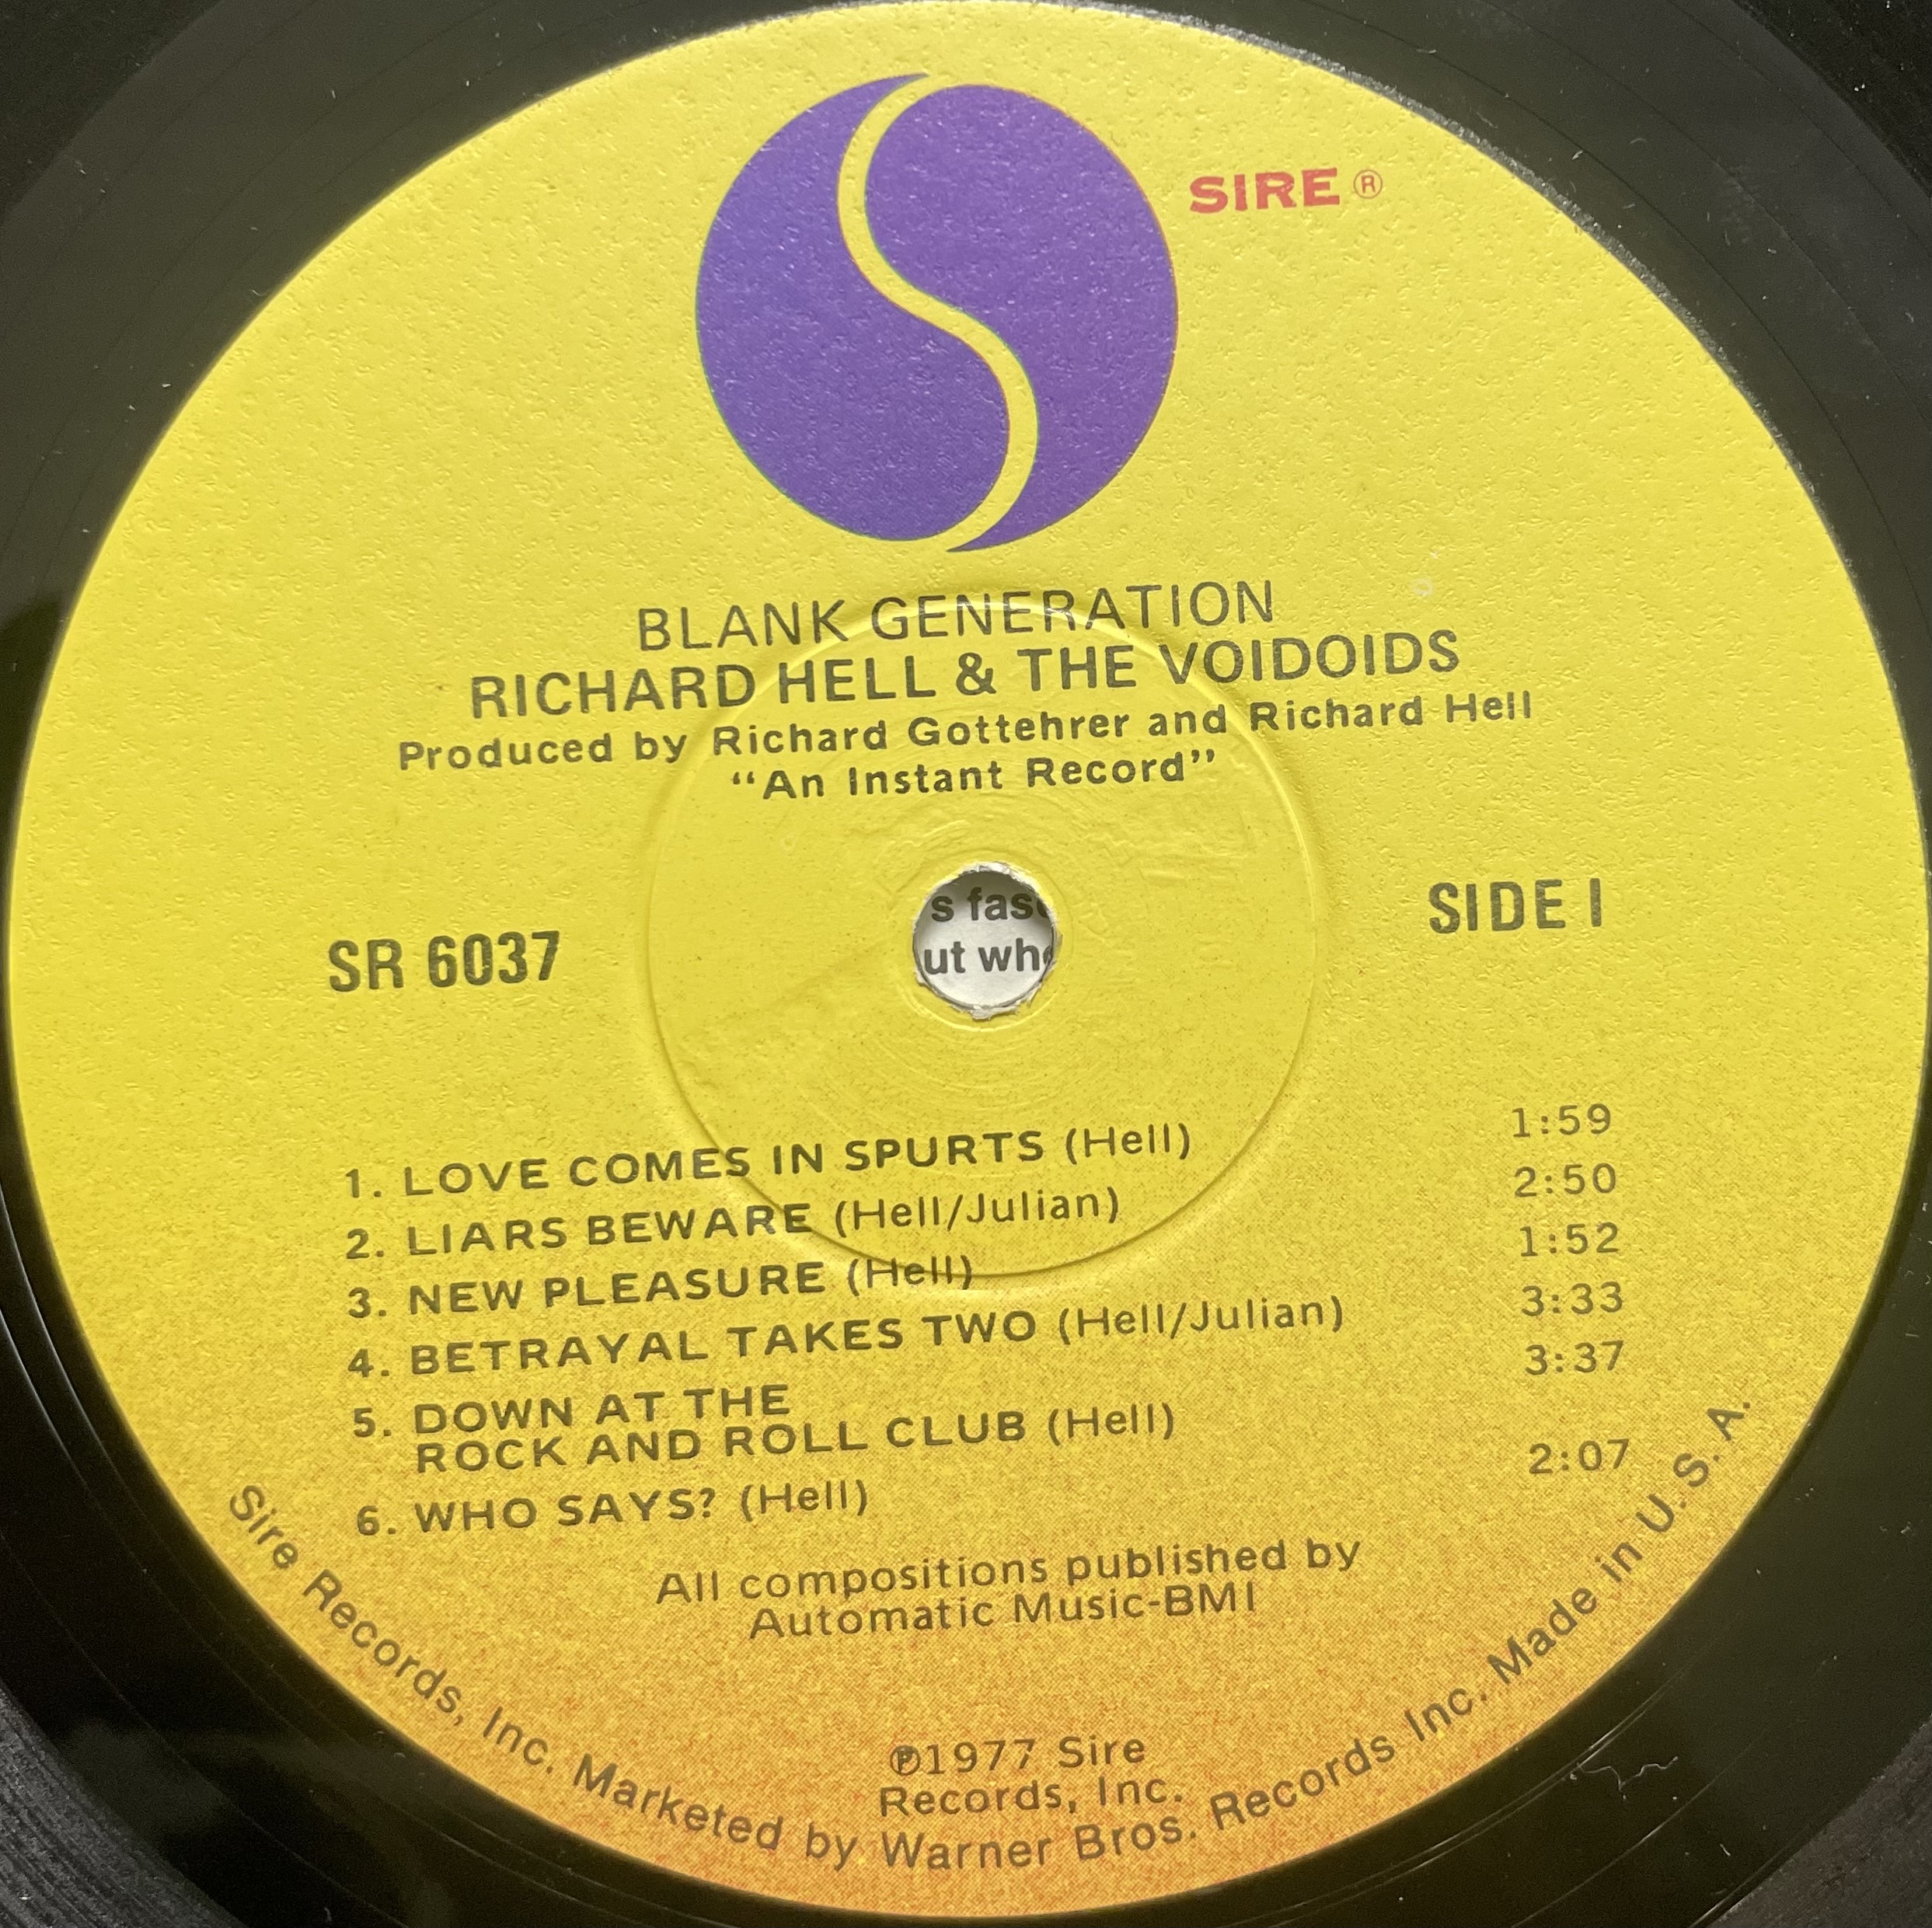 SIRE®
BLANK GENERATION
RICHARD HELL & THE VOIDOIDS
Produced by Richard Gottehrer and Richard Hell
“An Instant Record”
s fas
ut wh
SR 6037
SIDE I
1. LOVE COMES IN SPURTS (Hell) 1:59
2. LIARS BEWARE (Hell/Julian) 2:50
3. NEW PLEASURE (Hell) 1:52
4. BETRAYAL TAKES TWO (Hell/Julian) 3:33
5. DOWN AT THE 3:37
ROCK AND ROLL CLUB (Hell)
6. WHO SAYS? (Hell) 2:07
All compositions published by
Automatic Music-BMI
℗1977 Sire
Records, Inc.
Sire Records, Inc. Marketed by Warner Bros. Records Inc. Made in U.S.A.